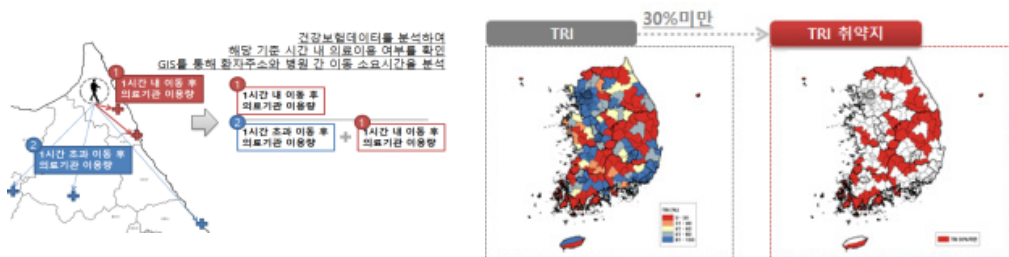 건강보험데이터를 분석하여
해당 기준 시간 내 의료이용 여부를 확인
GIS를 통해 환자주소와 병원 간 이동 소요시간을 분석
1
1시간 내 이동 후
의료기관 이용량
2
1시간 초과 이동 후
의료기관 이용량
1
1시간 내 이동 후
의료기관 이용량
2
1시간 초과 이동 후
의료기관 이용량
+
1
1시간 내 이동 후
의료기관 이용량
TRI
30%미만
TRI 취약지